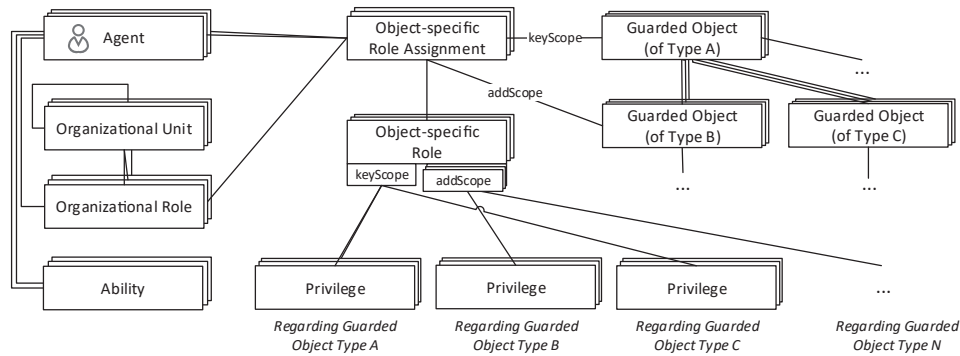 Agent
Object-specific
Role Assignment
keyScope
Guarded Object
(of Type A)
...
addScope
Organizational Unit
Object-specific
Role
Guarded Object
(of Type B)
Guarded Object
(of Type C)
keyScope
addScope
...
...
Organizational Role
Ability
Privilege
Privilege
Privilege
...
Regarding Guarded
Object Type A
Regarding Guarded
Object Type B
Regarding Guarded
Object Type C
Regarding Guarded
Object Type N